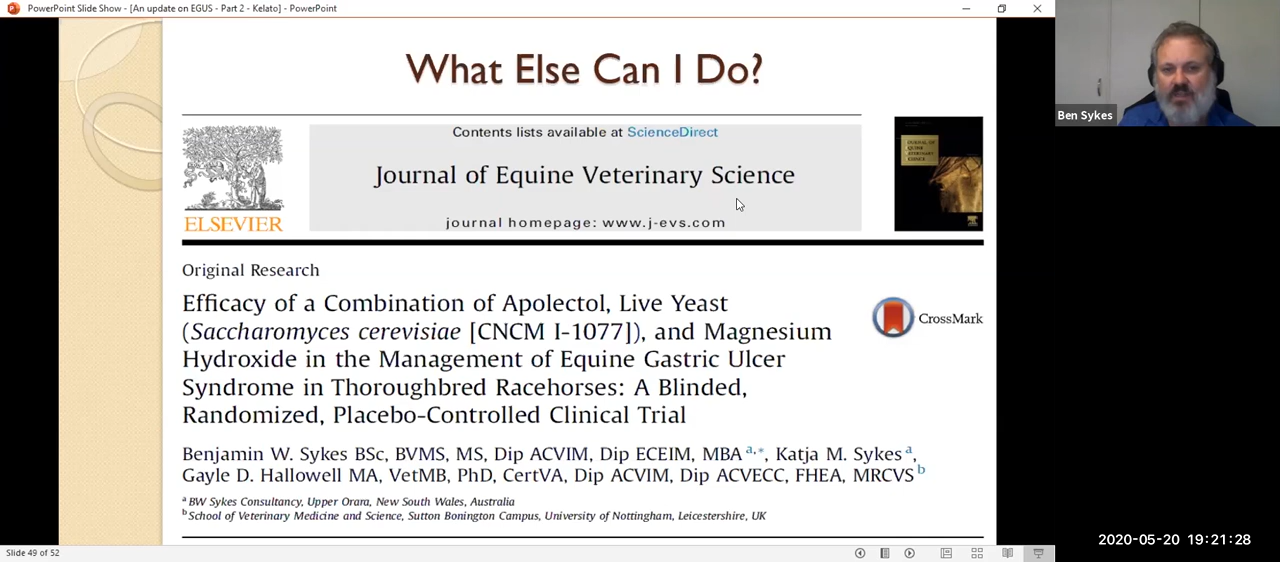 PowerPoint Slide Show - [An update on EGUS - Part 2 - Kelato] - PowerPoint
What Else Can I Do?
Contents lists available at ScienceDirect
Journal of Equine Veterinary Science
journal homepage: www.j-evs.com
ELSEVIER
JOURNAL OF
EQUINE
VETERINARY
SCIENCE
Ben Sykes
Original Research
Efficacy of a Combination of Apolectol, Live Yeast
(Saccharomyces cerevisiae [CNCM I-1077]), and Magnesium
Hydroxide in the Management of Equine Gastric Ulcer
Syndrome in Thoroughbred Racehorses: A Blinded,
Randomized, Placebo-Controlled Clinical Trial
CrossMark
Benjamin W. Sykes BSc, BVMS, MS, Dip ACVIM, Dip ECEIM, MBA a,*, Katja M. Sykes a,
Gayle D. Hallowell MA, VetMB, PhD, CertVA, Dip ACVIM, Dip ACVECC, FHEA, MRCVS b
a BW Sykes Consultancy, Upper Orara, New South Wales, Australia
b School of Veterinary Medicine and Science, Sutton Bonington Campus, University of Nottingham, Leicestershire, UK
2020-05-20 19:21:28
Slide 49 of 52